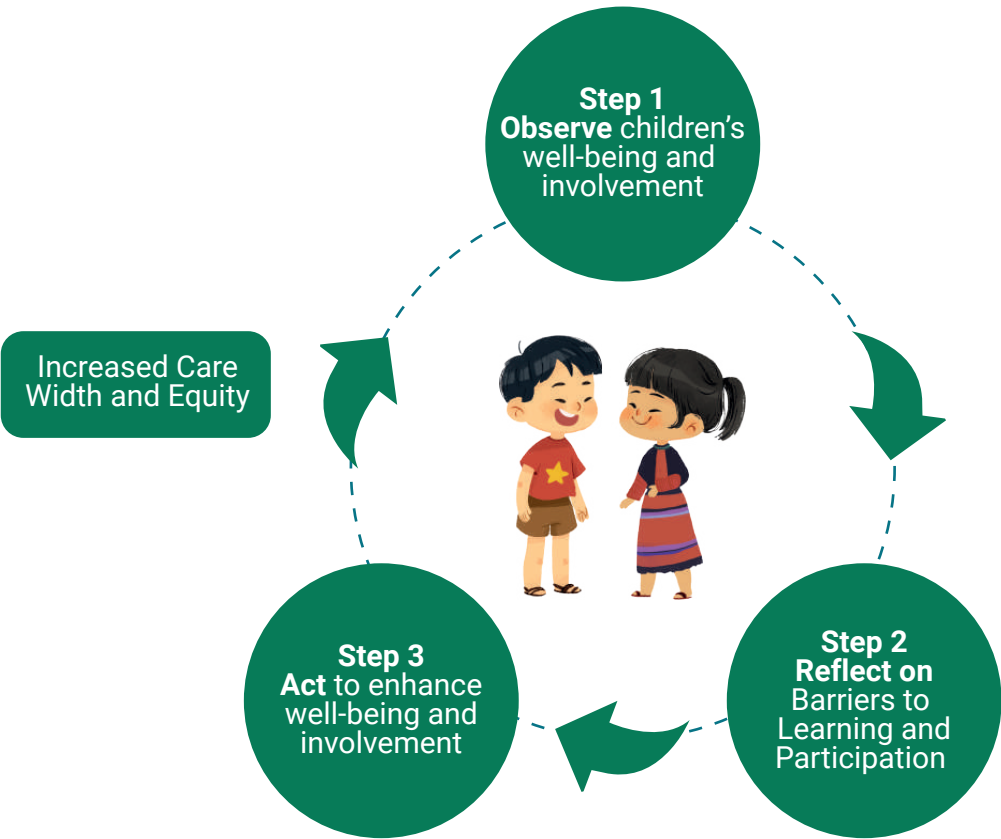 Step 1
Observe children’s
well-being and
involvement
Increased Care
Width and Equity
Step 2
Reflect on
Barriers to
Learning and
Participation
Step 3
Act to enhance
well-being and
involvement